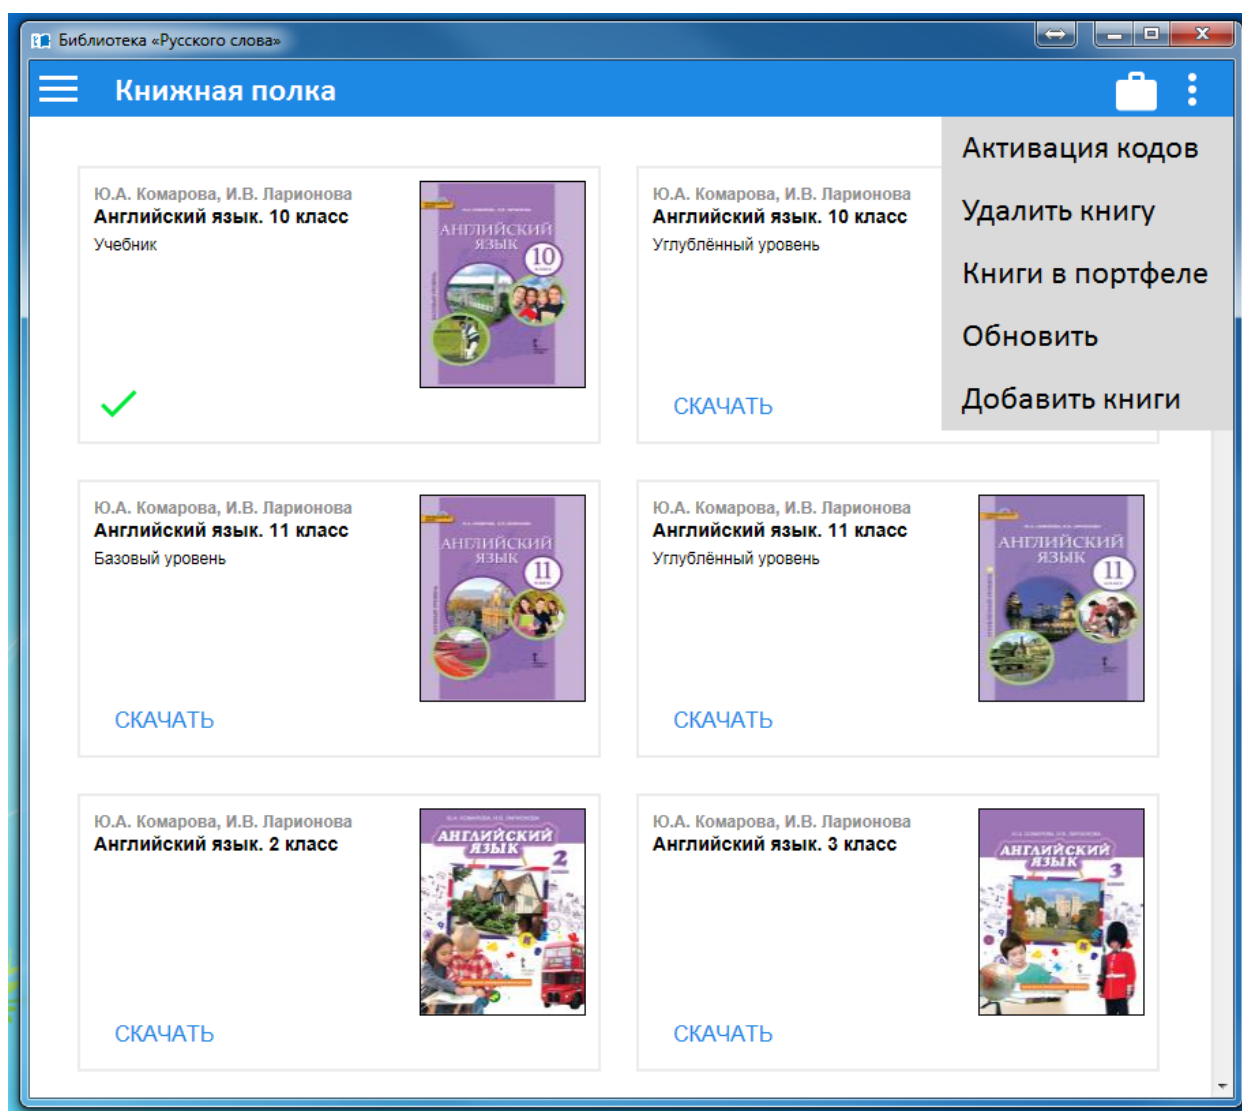 Библиотека «Русского слова»
Книжная полка
Активация кодов
Удалить книгу
Книги в портфеле
Обновить
Добавить книги
Ю.А. Комарова, И.В. Ларионова
Английский язык. 10 класс
Учебник
АНГЛИЙСКИЙ
ЯЗЫК
10
Ю.А. Комарова, И.В. Ларионова
Английский язык. 10 класс
Углублённый уровень
СКАЧАТЬ
Ю.А. Комарова, И.В. Ларионова
Английский язык. 11 класс
Базовый уровень
АНГЛИЙСКИЙ
ЯЗЫК
11
СКАЧАТЬ
Ю.А. Комарова, И.В. Ларионова
Английский язык. 11 класс
Углублённый уровень
АНГЛИЙСКИЙ
ЯЗЫК
11
СКАЧАТЬ
Ю.А. Комарова, И.В. Ларионова
Английский язык. 2 класс
АНГЛИЙСКИЙ
ЯЗЫК
2
СКАЧАТЬ
Ю.А. Комарова, И.В. Ларионова
Английский язык. 3 класс
АНГЛИЙСКИЙ
ЯЗЫК
3
СКАЧАТЬ